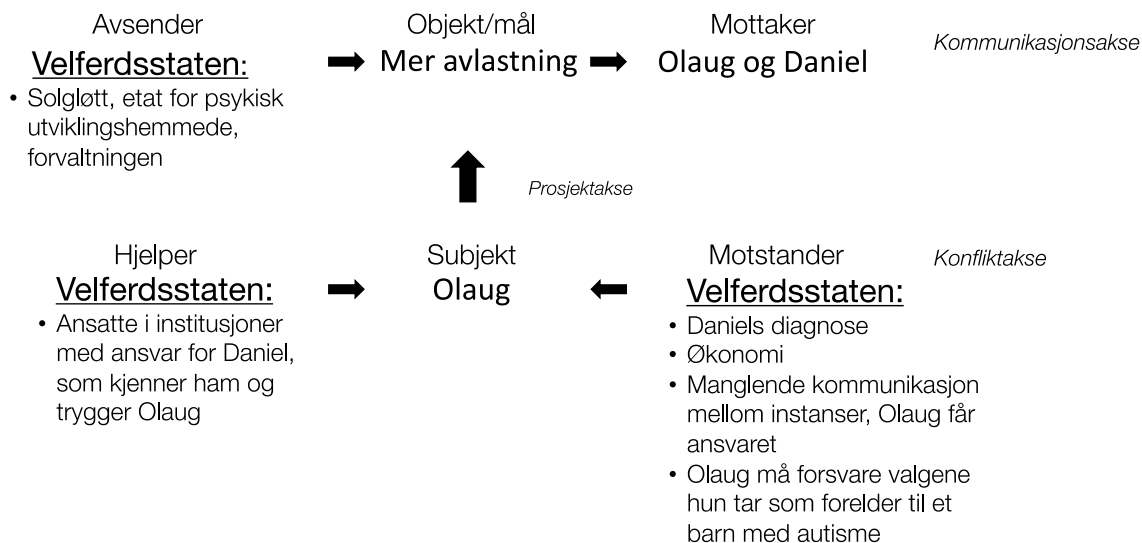 Avsender
Objekt/mål
Mottaker
Kommunikasjonsakse
Velferdsstaten:
Mer avlastning
Olaug og Daniel
• Solgløtt, etat for psykisk
utviklingshemmede,
forvaltningen
Prosjektakse
Hjelper
Subjekt
Motstander
Konfliktakse
Velferdsstaten:
Olaug
Velferdsstaten:
• Ansatte i institusjoner
med ansvar for Daniel,
som kjenner ham og
trygger Olaug
• Daniels diagnose
• Økonomi
• Manglende kommunikasjon
mellom instanser, Olaug får
ansvaret
• Olaug må forsvare valgene
hun tar som forelder til et
barn med autisme